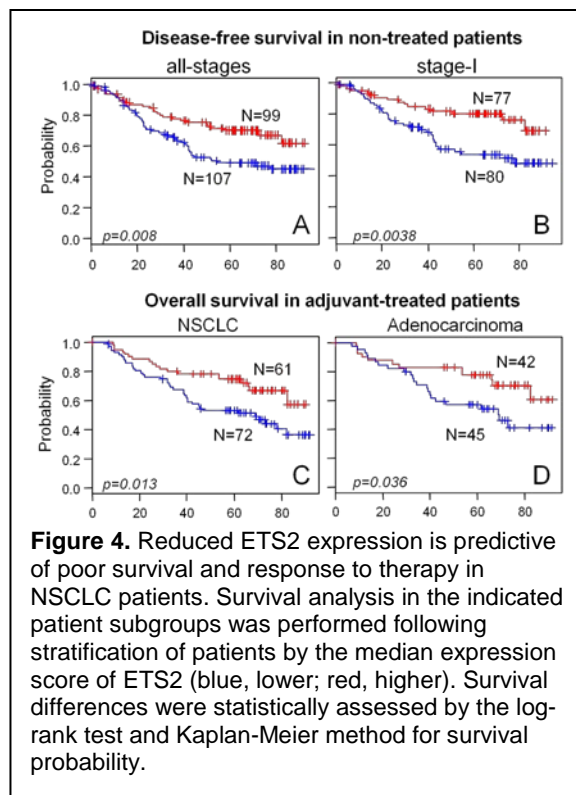 Disease-free survival in non-treated patients
all-stages
stage-I
Probability
1.0
0.8
0.6
0.4
0.2
0.0
N=99
N=107
A
p=0.008
0 20 40 60 80
N=77
N=80
B
p=0.0038
0 20 40 60 80
Overall survival in adjuvant-treated patients
NSCLC
Adenocarcinoma
Probability
1.0
0.8
0.6
0.4
0.2
0.0
N=61
N=72
C
p=0.013
0 20 40 60 80
N=42
N=45
D
p=0.036
0 20 40 60 80
Figure 4. Reduced ETS2 expression is predictive
of poor survival and response to therapy in
NSCLC patients. Survival analysis in the indicated
patient subgroups was performed following
stratification of patients by the median expression
score of ETS2 (blue, lower; red, higher). Survival
differences were statistically assessed by the log-
rank test and Kaplan-Meier method for survival
probability.